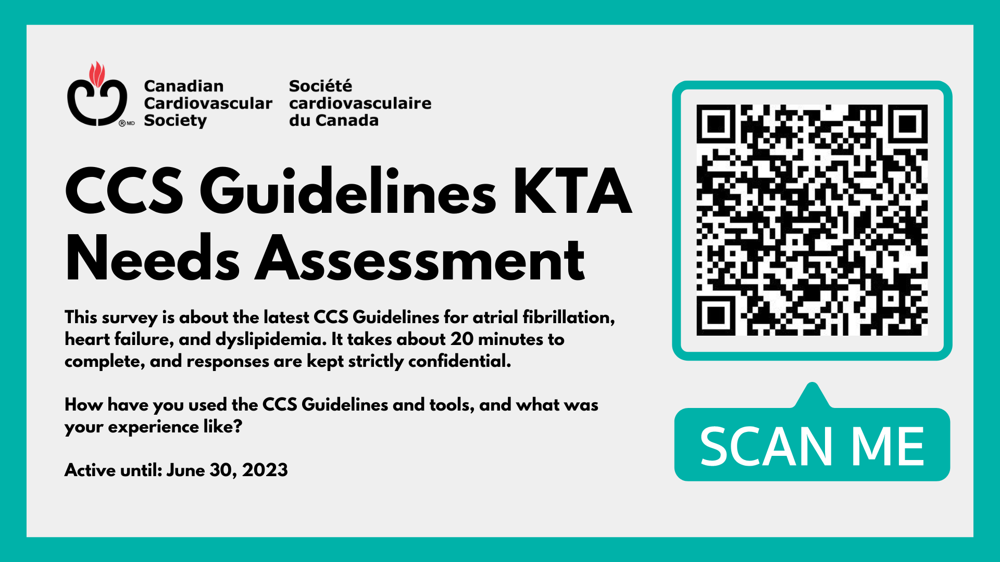 Canadian
Cardiovascular
Society
Société
cardiovasculaire
du Canada
® MD
CCS Guidelines KTA
Needs Assessment
This survey is about the latest CCS Guidelines for atrial fibrillation,
heart failure, and dyslipidemia. It takes about 20 minutes to
complete, and responses are kept strictly confidential.
How have you used the CCS Guidelines and tools, and what was
your experience like?
Active until: June 30, 2023
SCAN ME